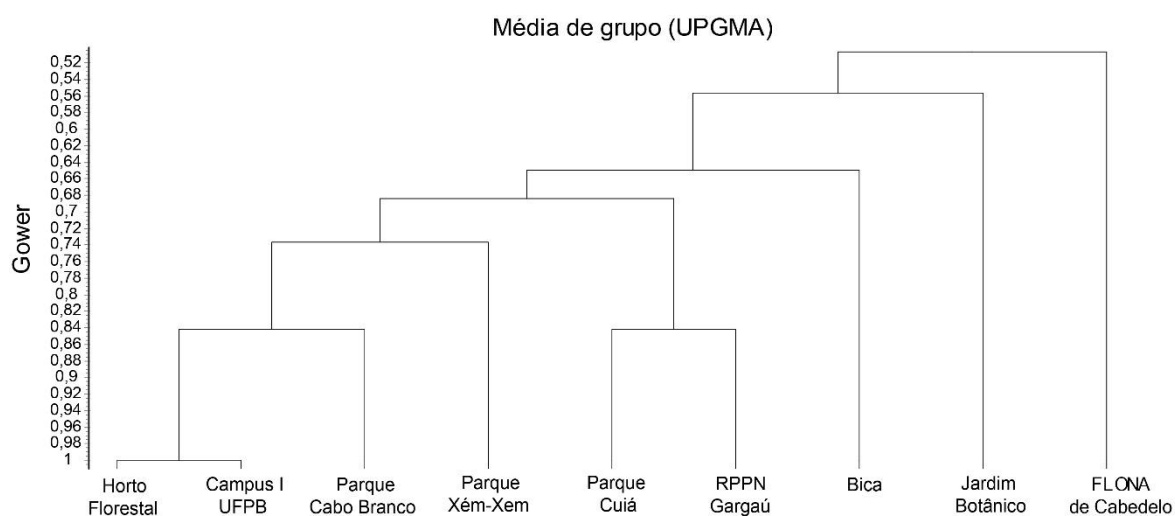 Média de grupo (UPGMA)
Gower
0,52
0,54
0,56
0,58
0,6
0,62
0,64
0,66
0,68
0,7
0,72
0,74
0,76
0,78
0,8
0,82
0,84
0,86
0,88
0,9
0,92
0,94
0,96
0,98
1
Horto
Florestal
Campus I
UFPB
Parque
Cabo Branco
Parque
Xém-Xem
Parque
Cuiá
RPPN
Gargaú
Bica
Jardim
Botânico
FLONA
de Cabedelo